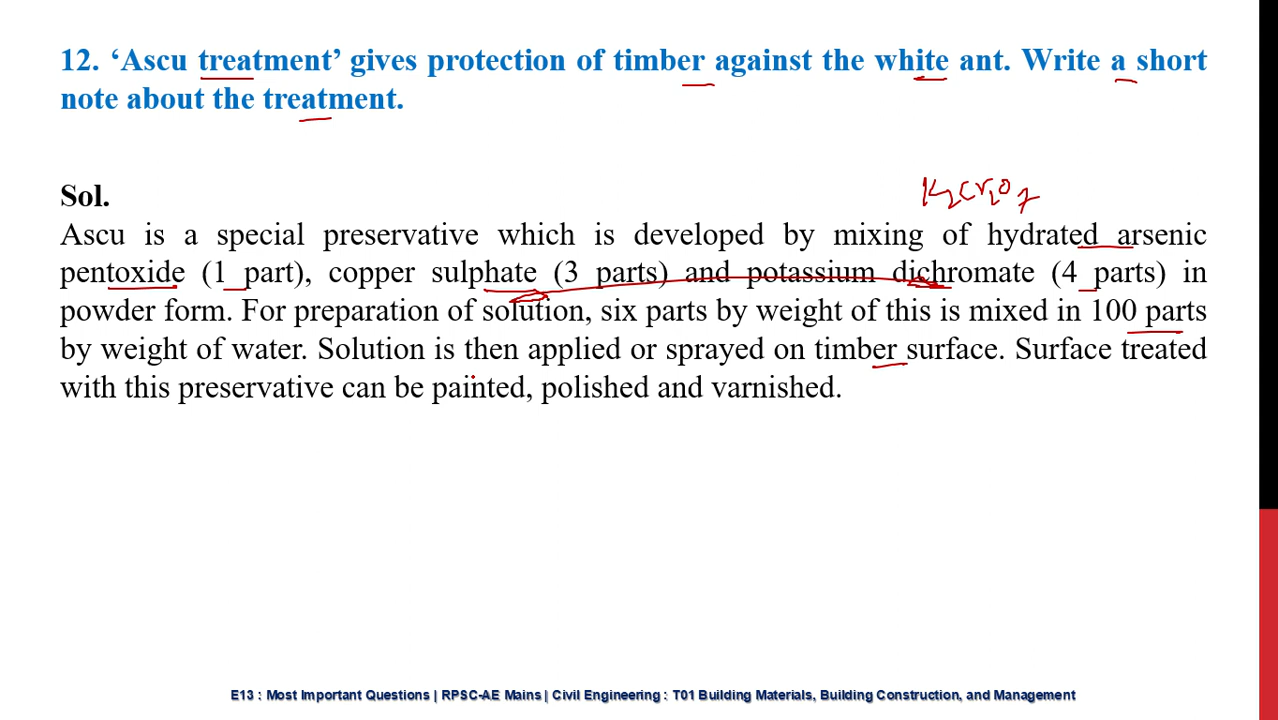 12. ‘Ascu treatment’ gives protection of timber against the white ant. Write a short
note about the treatment.
Sol.
K2Cr2O7
Ascu is a special preservative which is developed by mixing of hydrated arsenic
pentoxide (1 part), copper sulphate (3 parts) and potassium dichromate (4 parts) in
powder form. For preparation of solution, six parts by weight of this is mixed in 100 parts
by weight of water. Solution is then applied or sprayed on timber surface. Surface treated
with this preservative can be painted, polished and varnished.
E13 : Most Important Questions | RPSC-AE Mains | Civil Engineering : T01 Building Materials, Building Construction, and Management